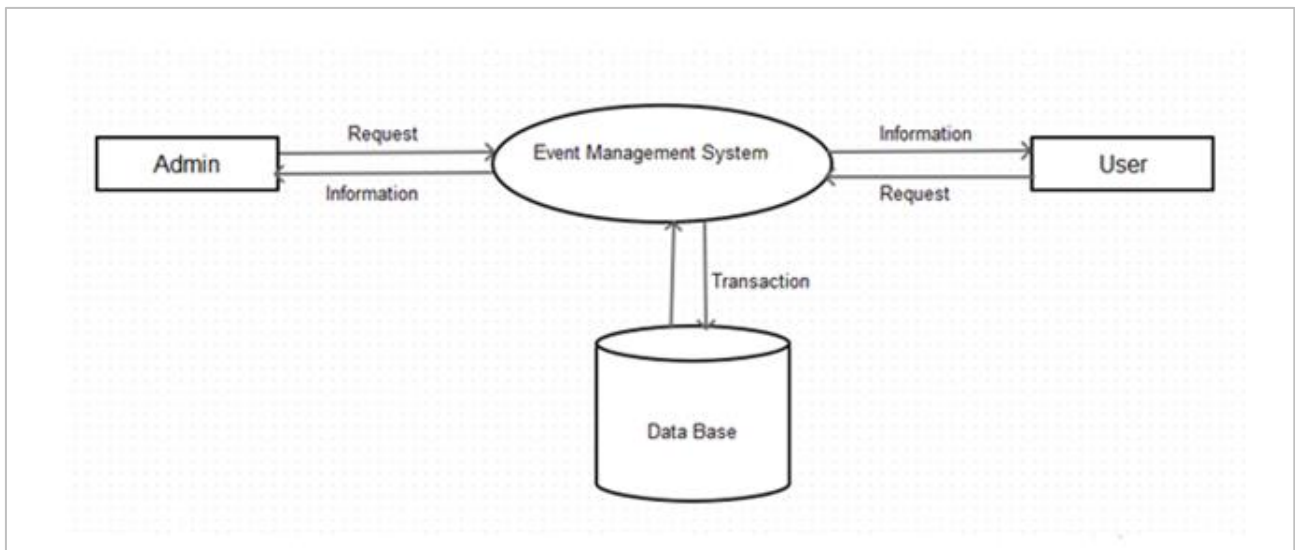 Request
Information
Admin
Event Management System
User
Information
Request
Transaction
Data Base